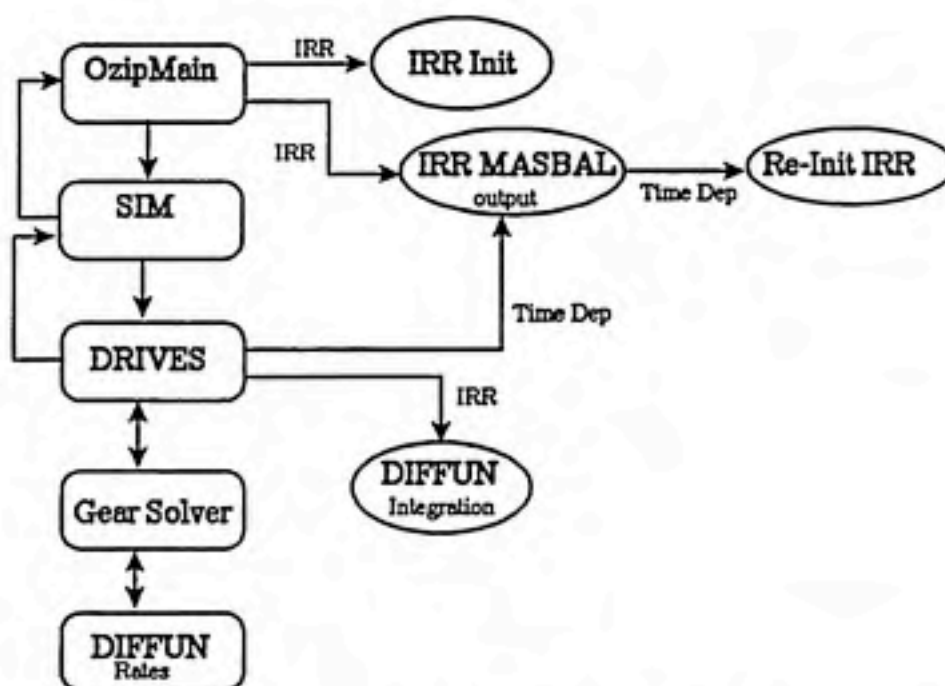 OzipMain
IRR
IRR Init
IRR
IRR MASBAL
output
Time Dep
Re-Init IRR
SIM
Time Dep
DRIVES
IRR
DIFFUN
Integration
Gear Solver
DIFFUN
Rates